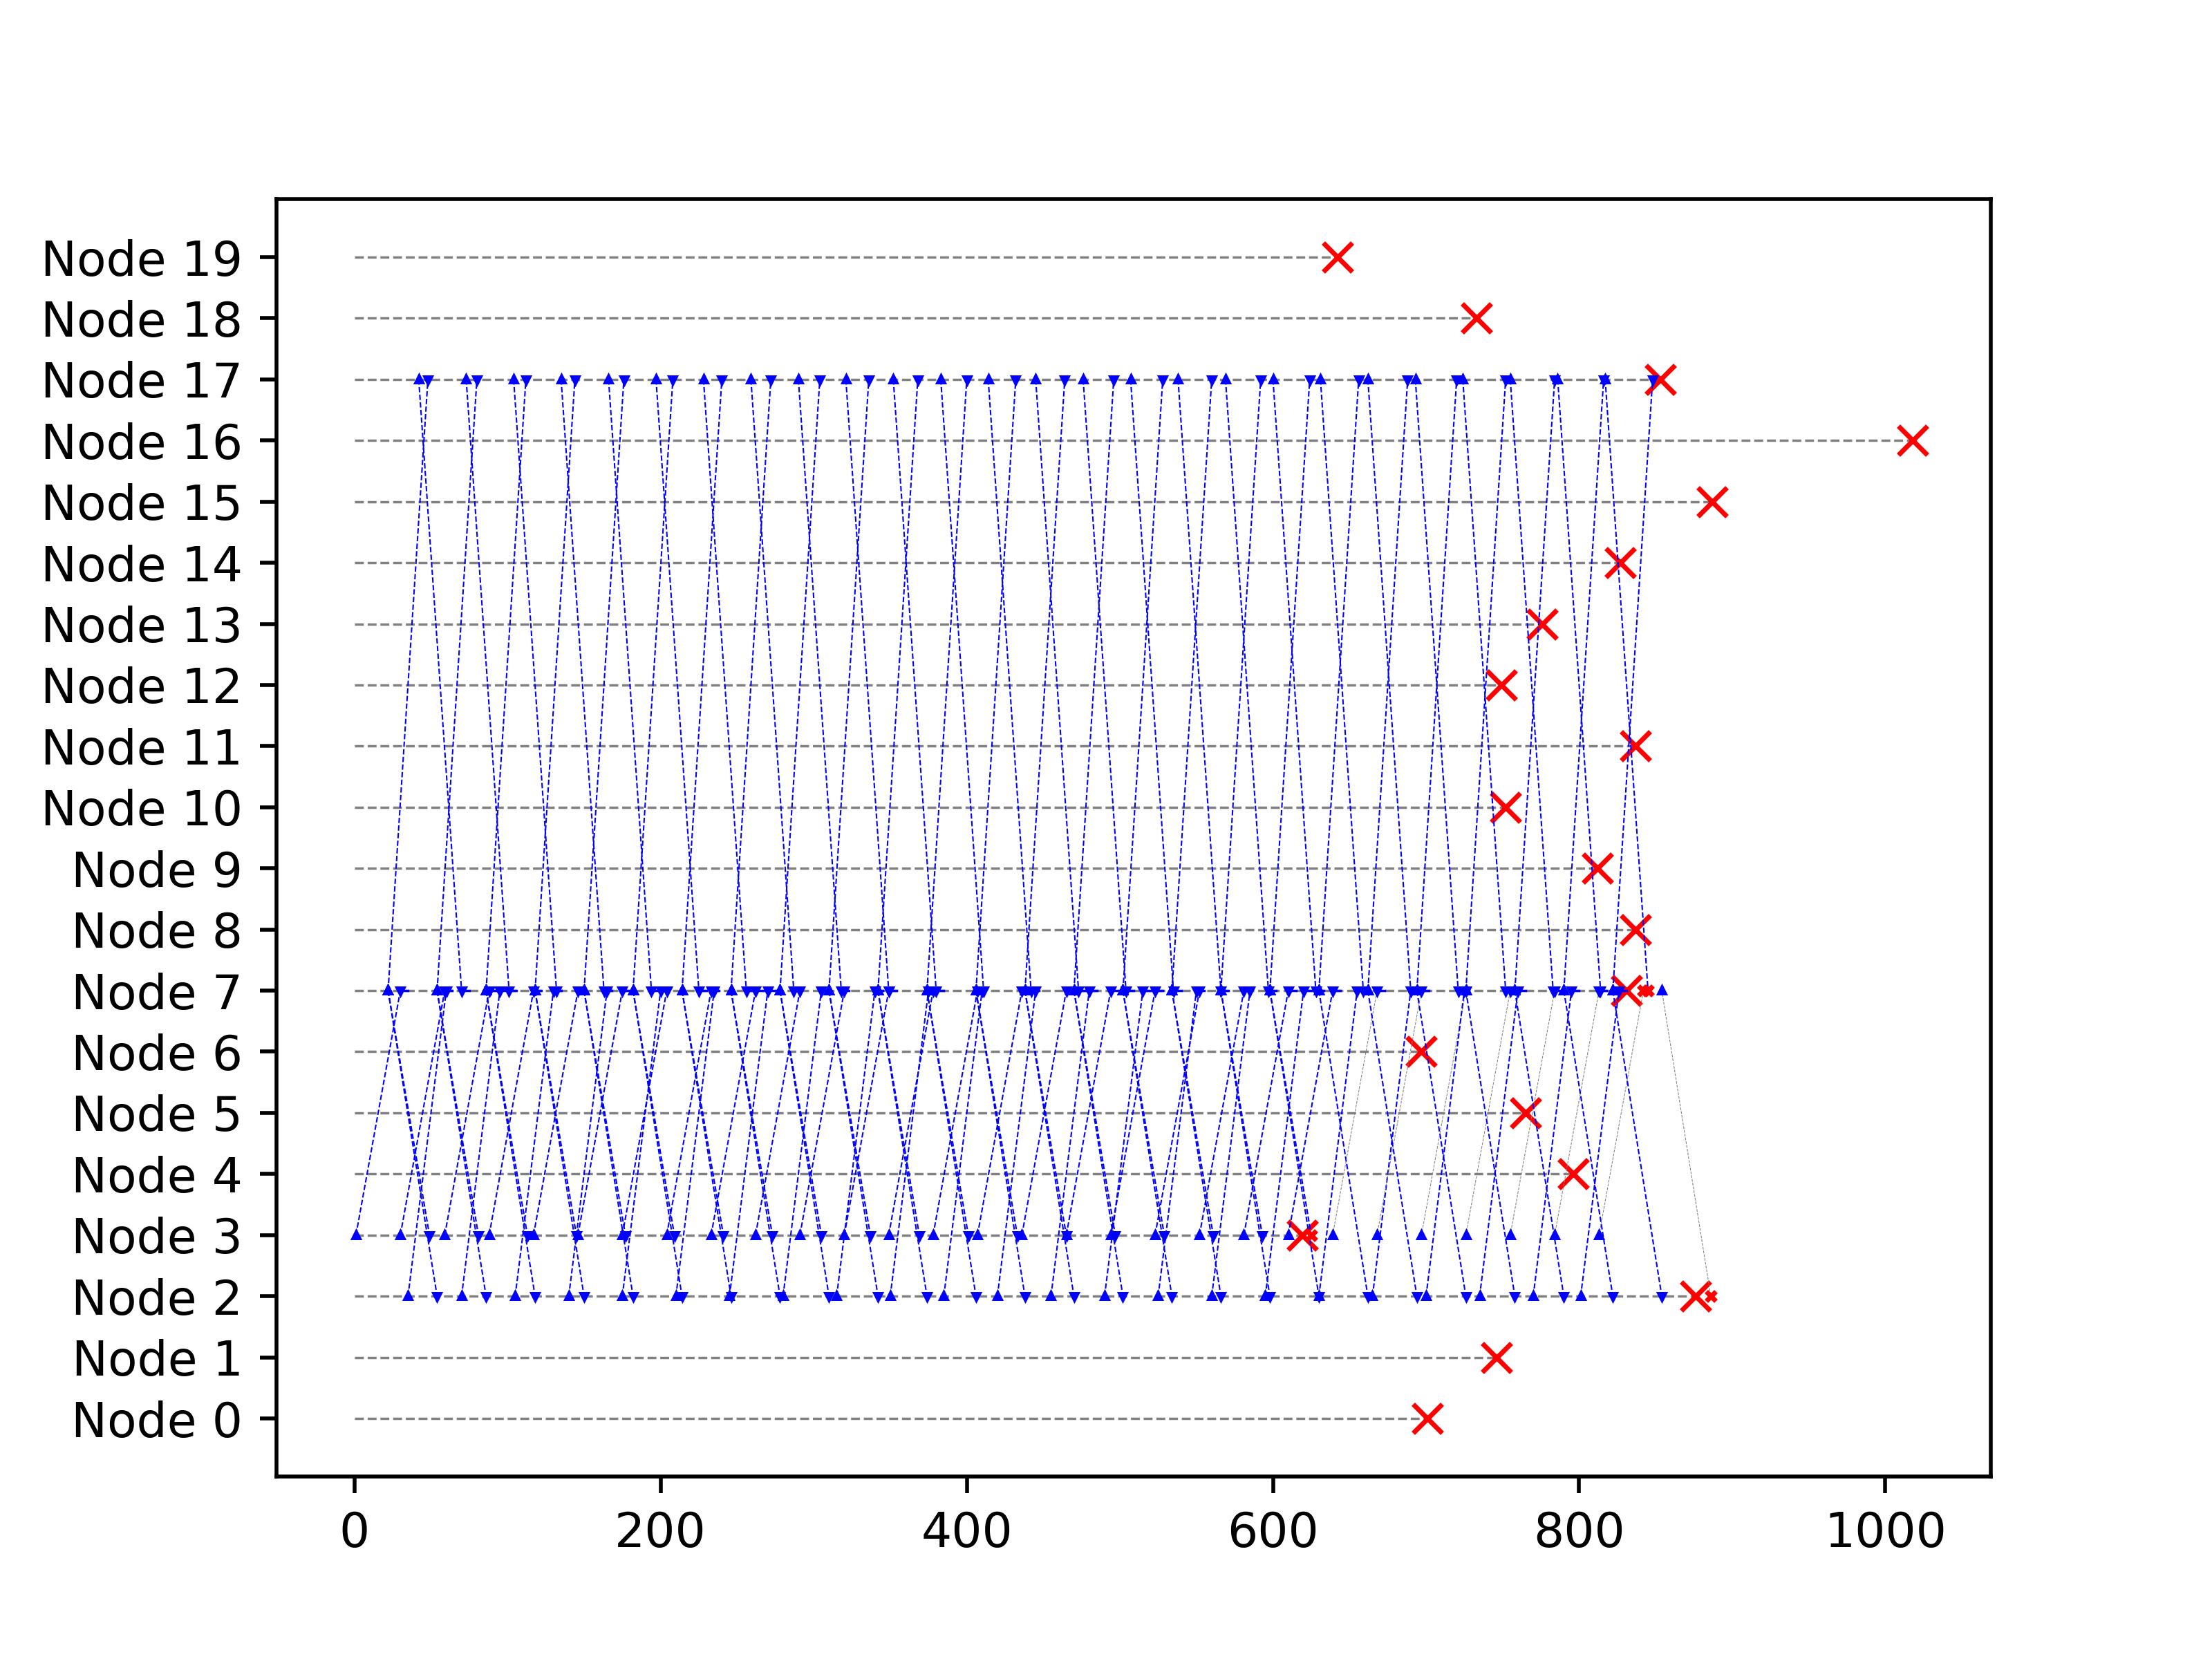 Node 19
Node 18
Node 17
Node 16
Node 15
Node 14
Node 13
Node 12
Node 11
Node 10
Node 9
Node 8
Node 7
Node 6
Node 5
Node 4
Node 3
Node 2
Node 1
Node 0
0 200 400 600 800 1000